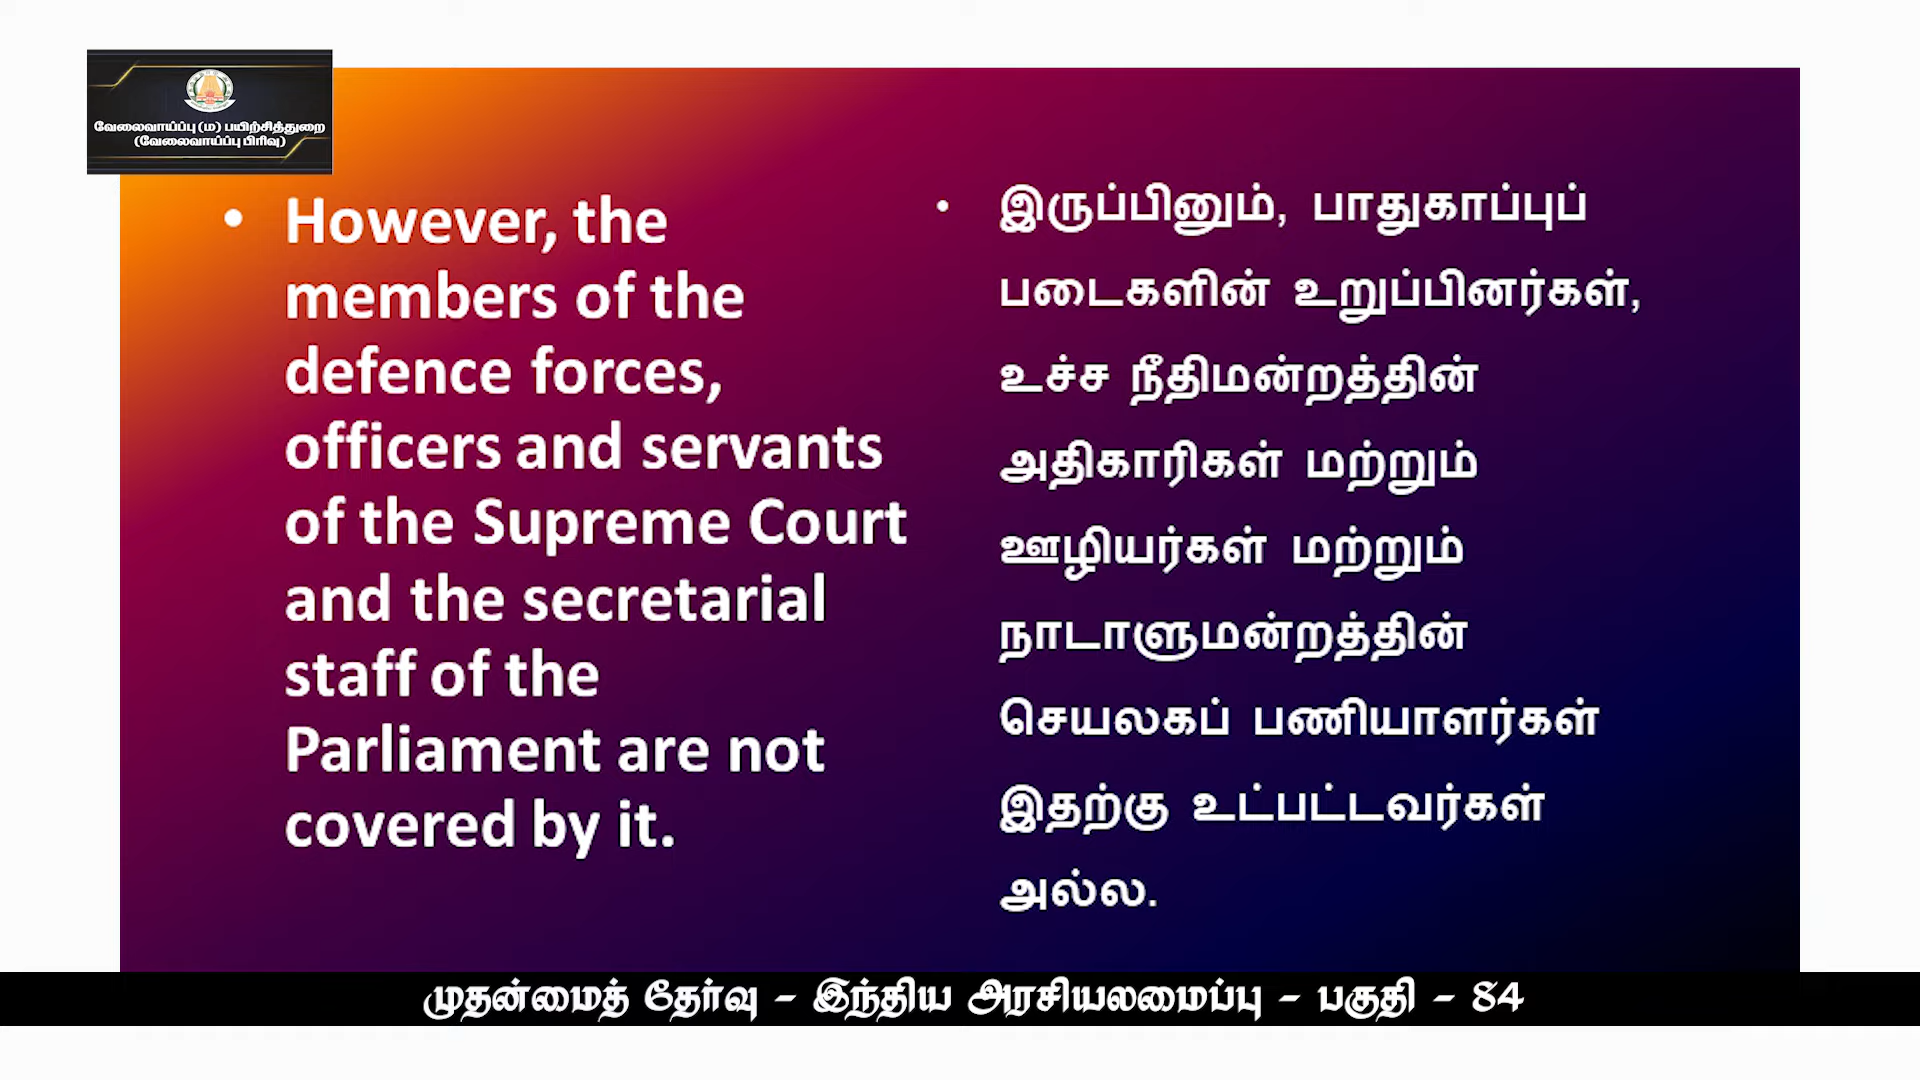 வேலைவாய்ப்பு (ம) பயிற்சித்துறை
(வேலைவாய்ப்பு பிரிவு)
• However, the
members of the
defence forces,
officers and servants
of the Supreme Court
and the secretarial
staff of the
Parliament are not
covered by it.
• இருப்பினும், பாதுகாப்புப்
படைகளின் உறுப்பினர்கள்,
உச்ச நீதிமன்றத்தின்
அதிகாரிகள் மற்றும்
ஊழியர்கள் மற்றும்
நாடாளுமன்றத்தின்
செயலகப் பணியாளர்கள்
இதற்கு உட்பட்டவர்கள்
அல்ல.
முதன்மைத் தேர்வு – இந்திய அரசியலமைப்பு – பகுதி – 84